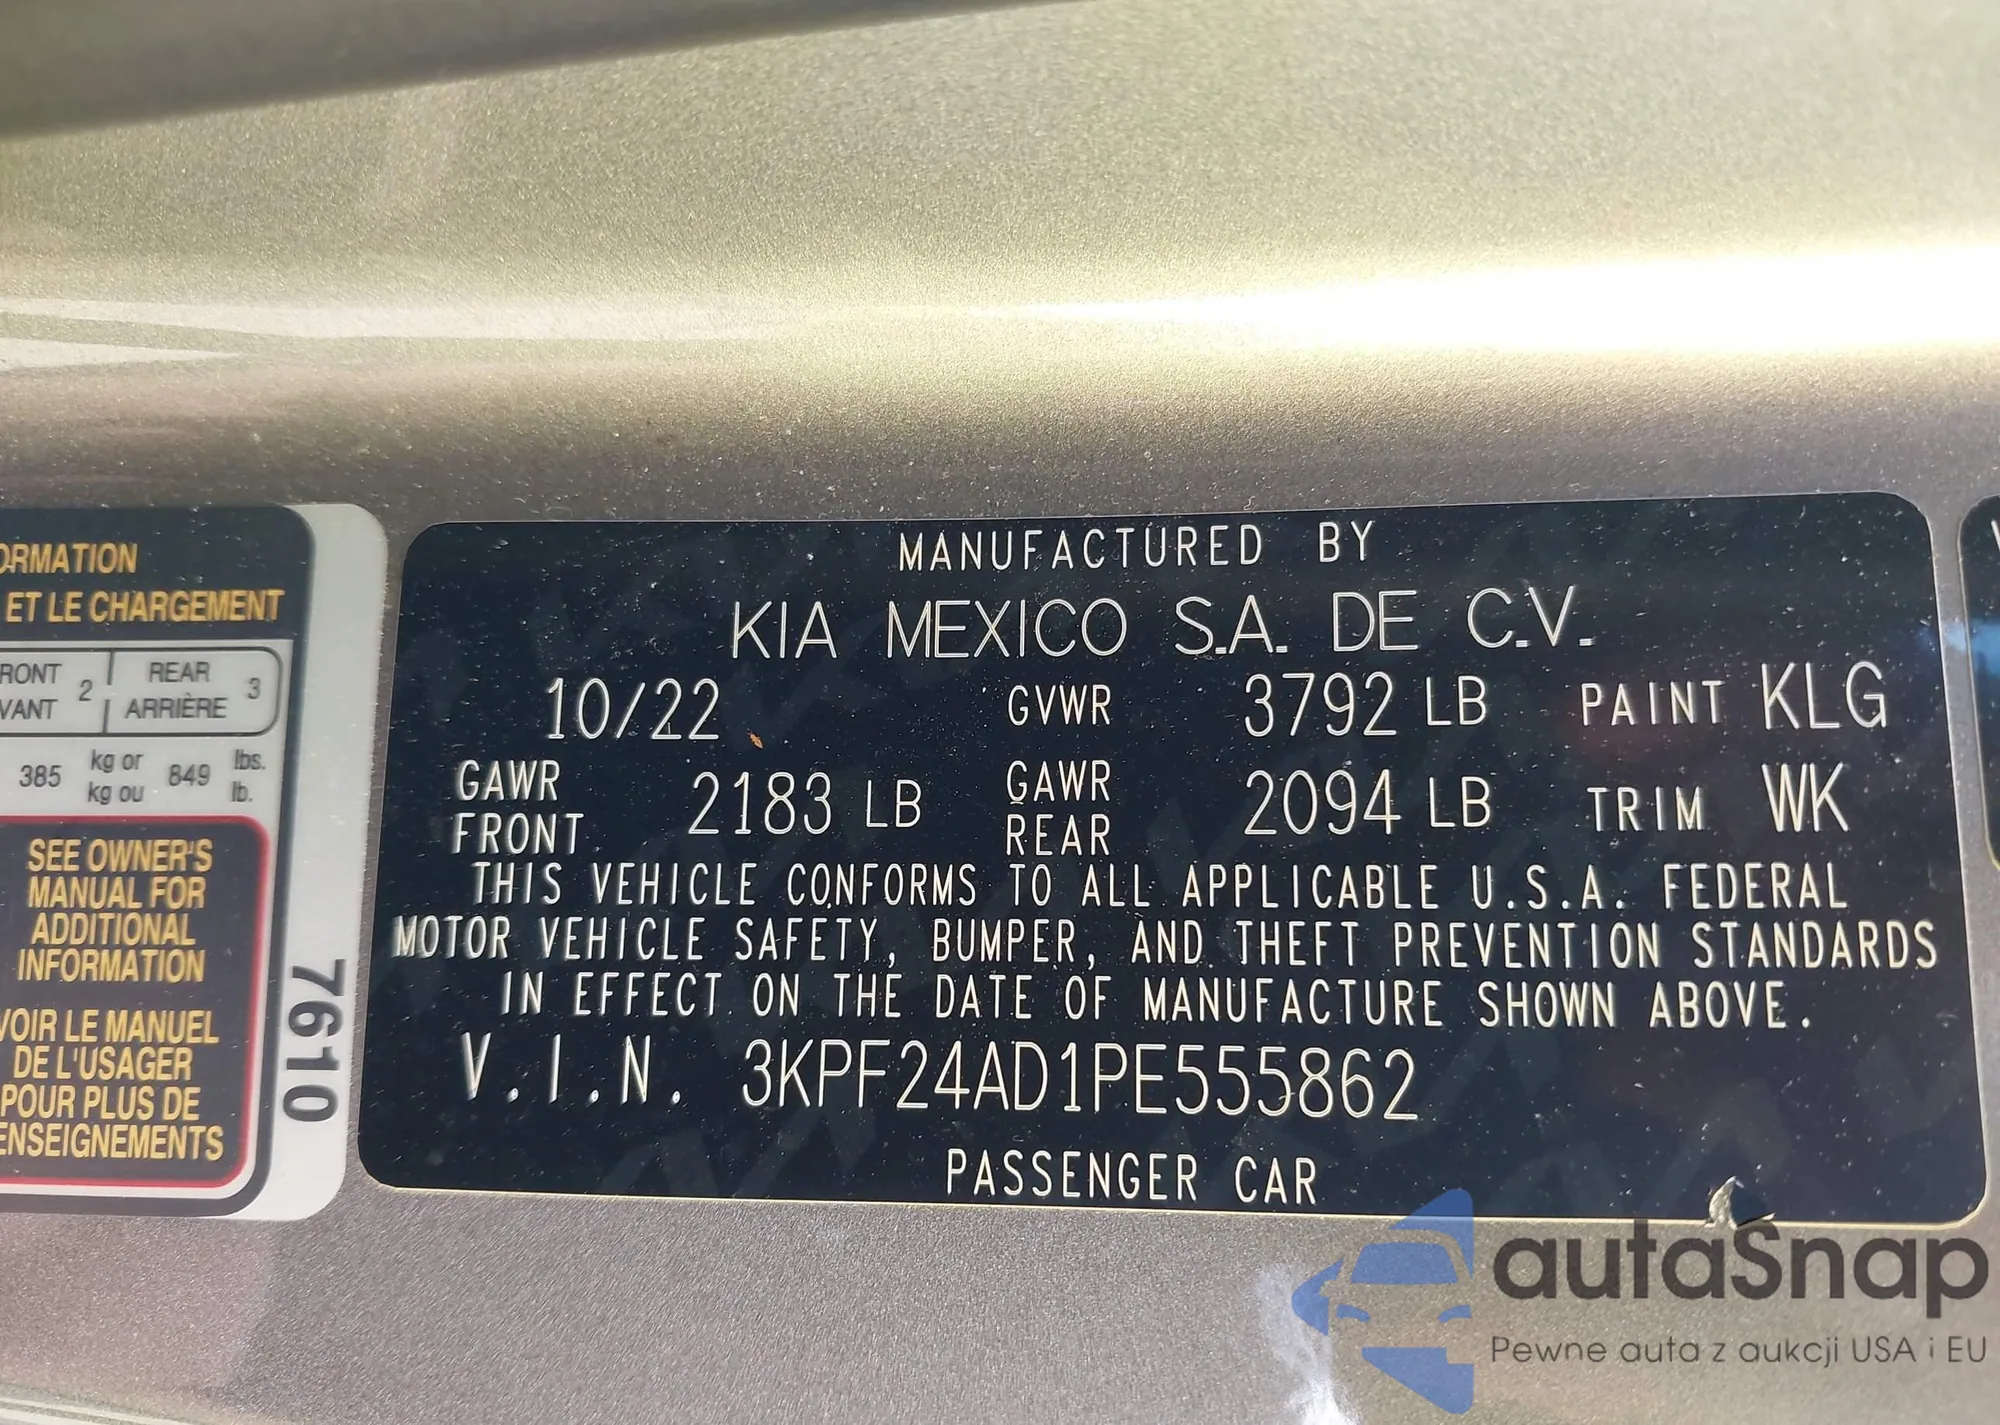 ORMATION
ET LE CHARGEMENT
RONT
VANT
2
REAR
ARRIÈRE
3
385 kg or 849 lbs.
kg ou lb.
SEE OWNER'S
MANUAL FOR
ADDITIONAL
INFORMATION
VOIR LE MANUEL
DE L'USAGER
POUR PLUS DE
ENSEIGNEMENTS
7610
MANUFACTURED BY
KIA MEXICO S.A. DE C.V.
10/22 GVWR 3792 LB PAINT KLG
GAWR FRONT 2183 LB GAWR REAR 2094 LB TRIM WK
THIS VEHICLE CONFORMS TO ALL APPLICABLE U.S.A. FEDERAL
MOTOR VEHICLE SAFETY, BUMPER, AND THEFT PREVENTION STANDARDS
IN EFFECT ON THE DATE OF MANUFACTURE SHOWN ABOVE.
V.I.N. 3KPF24AD1PE555862
PASSENGER CAR
autaSnap
Pewne auta z aukcji USA i EU